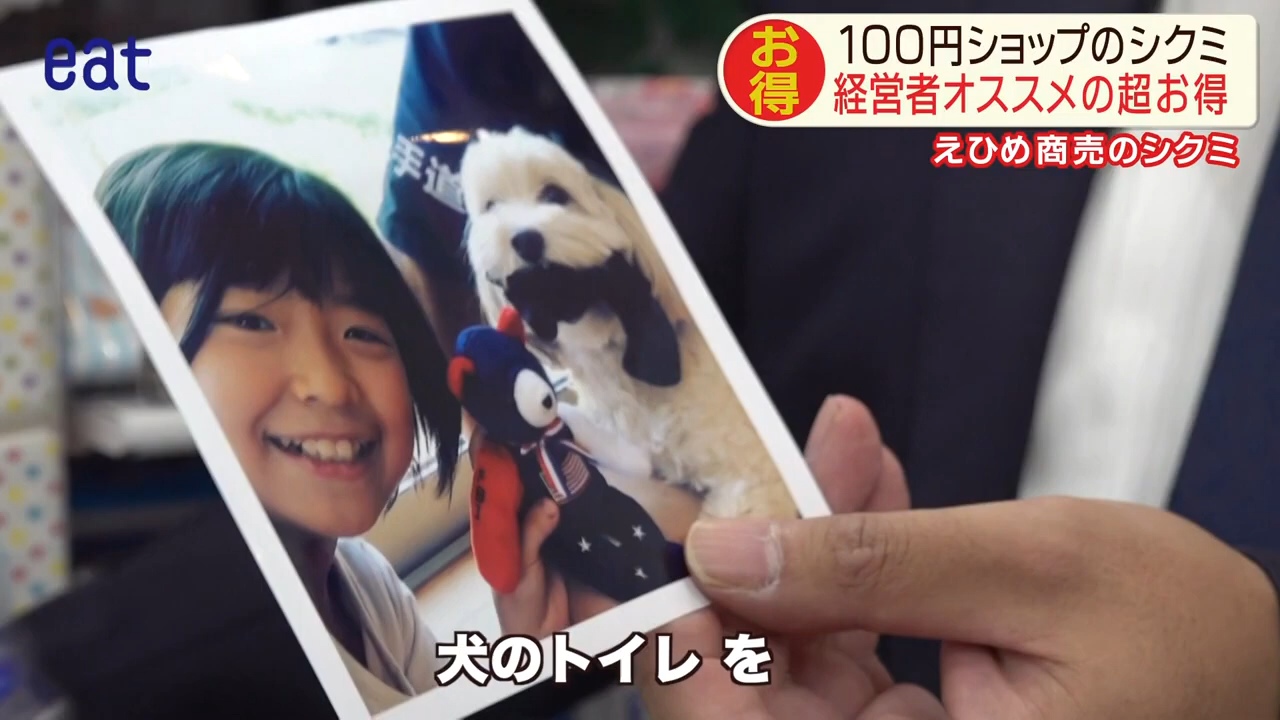 eat
お得
100円ショップのシクミ
経営者オススメの超お得
えひめ商売のシクミ
手道
犬のトイレ を